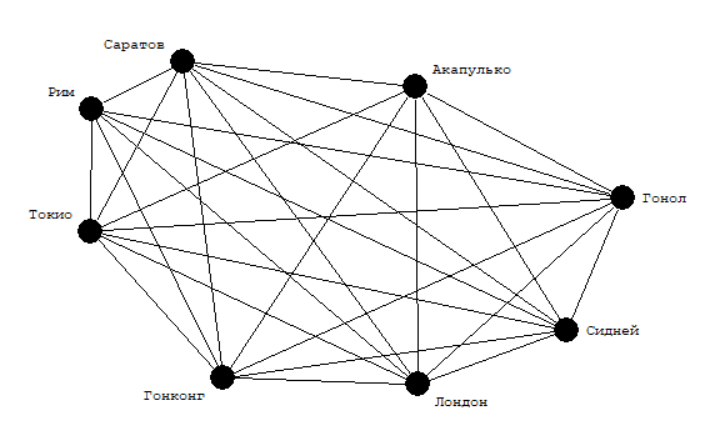 Саратов
Акапулько
Рим
Гонол
Токио
Сидней
Гонконг
Лондон